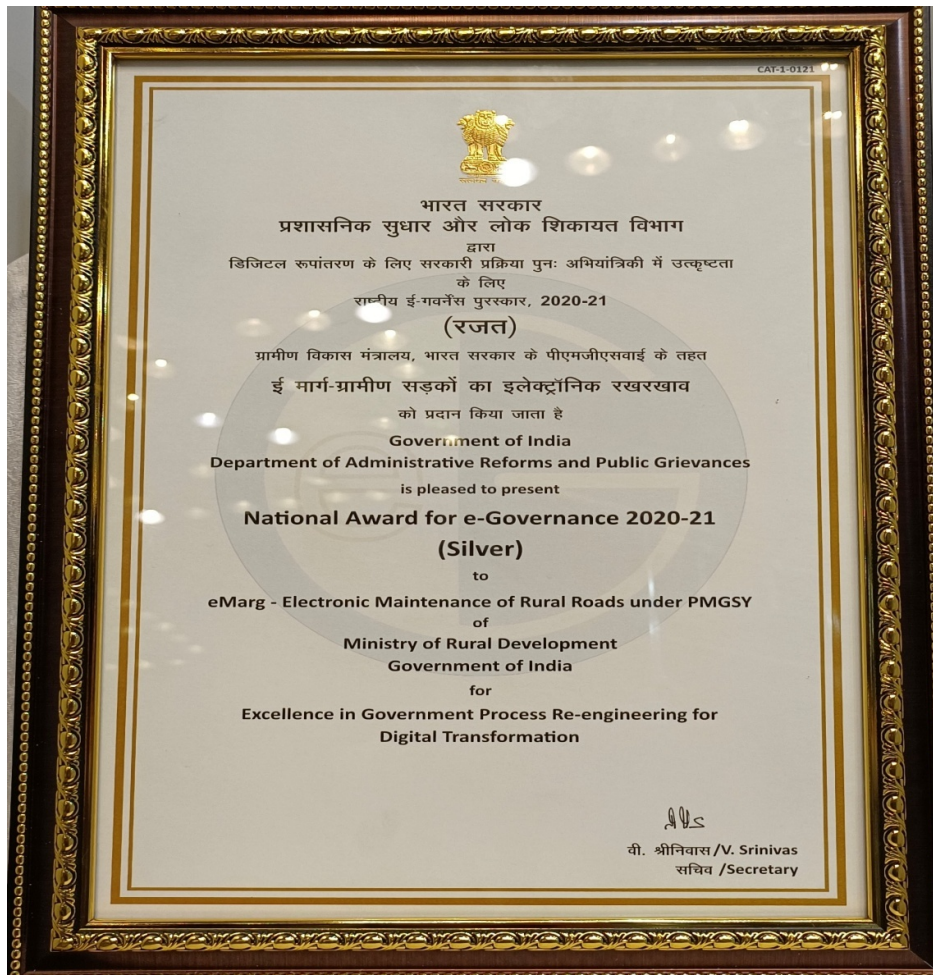 CAT-1-0121
भारत सरकार
प्रशासनिक सुधार और लोक शिकायत विभाग
द्वारा
डिजिटल रूपांतरण के लिए सरकारी प्रक्रिया पुनः अभियांत्रिकी में उत्कृष्टता
के लिए
राष्ट्रीय ई-गवर्नेंस पुरस्कार, 2020-21
(रजत)
ग्रामीण विकास मंत्रालय, भारत सरकार के पीएमजीएसवाई के तहत
ई मार्ग-ग्रामीण सड़कों का इलेक्ट्रॉनिक रखरखाव
को प्रदान किया जाता है
Government of India
Department of Administrative Reforms and Public Grievances
is pleased to present
National Award for e-Governance 2020-21
(Silver)
to
eMarg - Electronic Maintenance of Rural Roads under PMGSY
of
Ministry of Rural Development
Government of India
for
Excellence in Government Process Re-engineering for
Digital Transformation
वी. श्रीनिवास/V. Srinivas
सचिव /Secretary